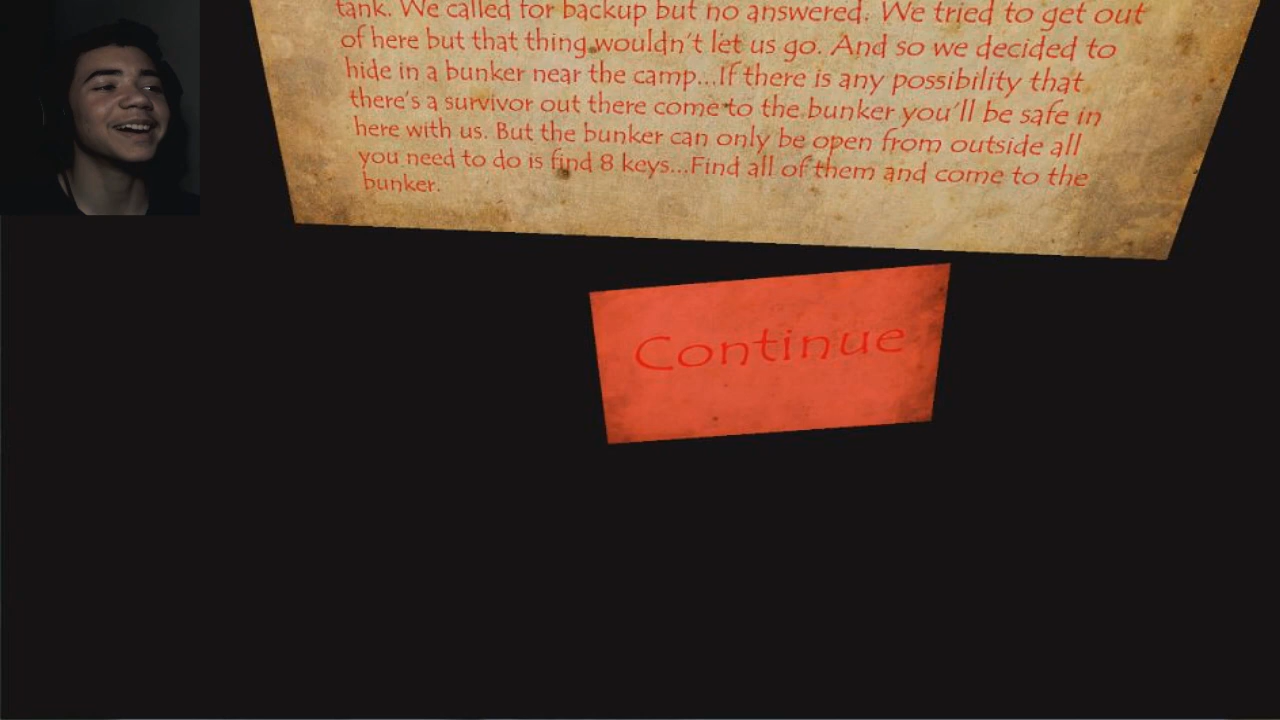 tank. We called for backup but no answered. We tried to get out
of here but that thing wouldn't let us go. And so we decided to
hide in a bunker near the camp...If there is any possibility that
there's a survivor out there come to the bunker you'll be safe in
here with us. But the bunker can only be open from outside all
you need to do is find 8 keys...Find all of them and come to the
bunker.
Continue